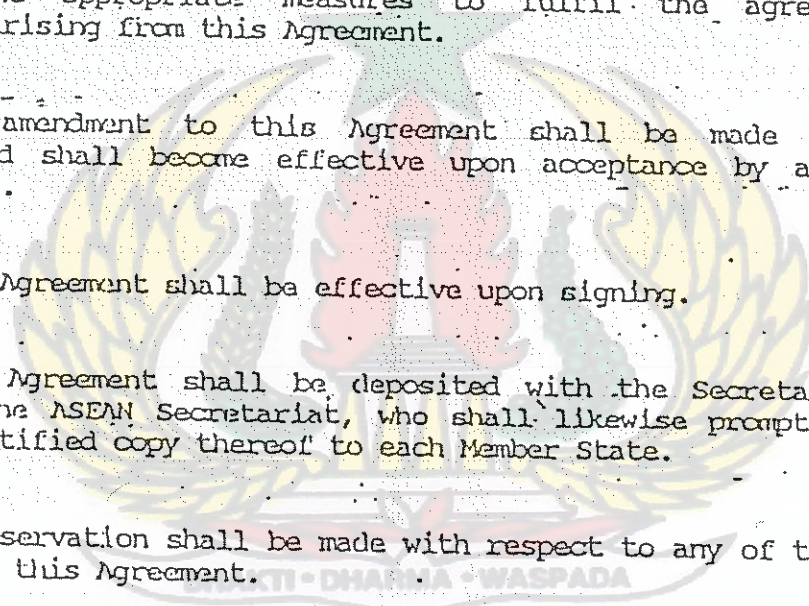 appropriate measures to fulfil the agre
rising from this Agreement.
amendment to this Agreement shall be made
d shall become effective upon acceptance by a
Agreement shall be effective upon signing.
Agreement shall be deposited with the Secreta
he ASEAN Secretariat, who shall likewise prompt
tified copy thereof to each Member State.
servation shall be made with respect to any of t
this Agreement.
BHAKTI • DHARMA • WASPADA